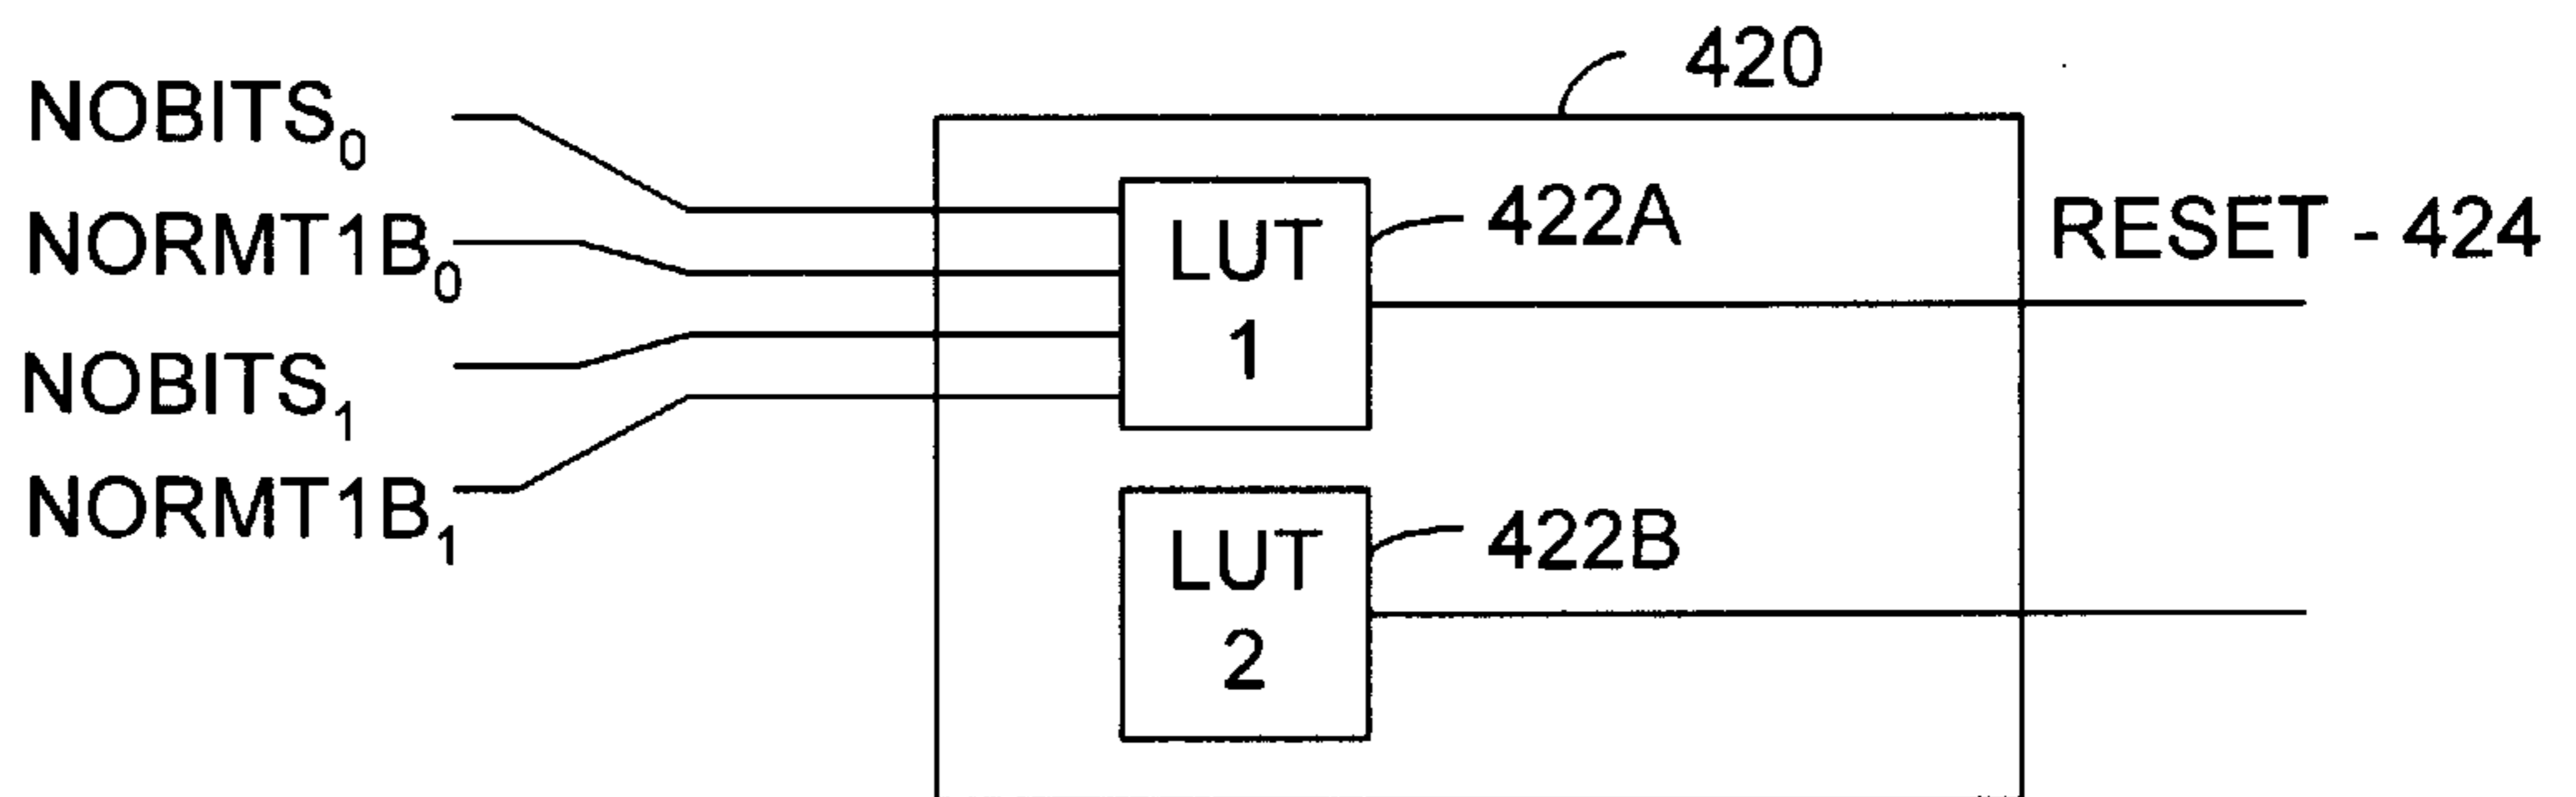 420
NOBITS₀
NORMT1B₀
NOBITS₁
NORMT1B₁
LUT
1
422A
RESET - 424
LUT
2
422B